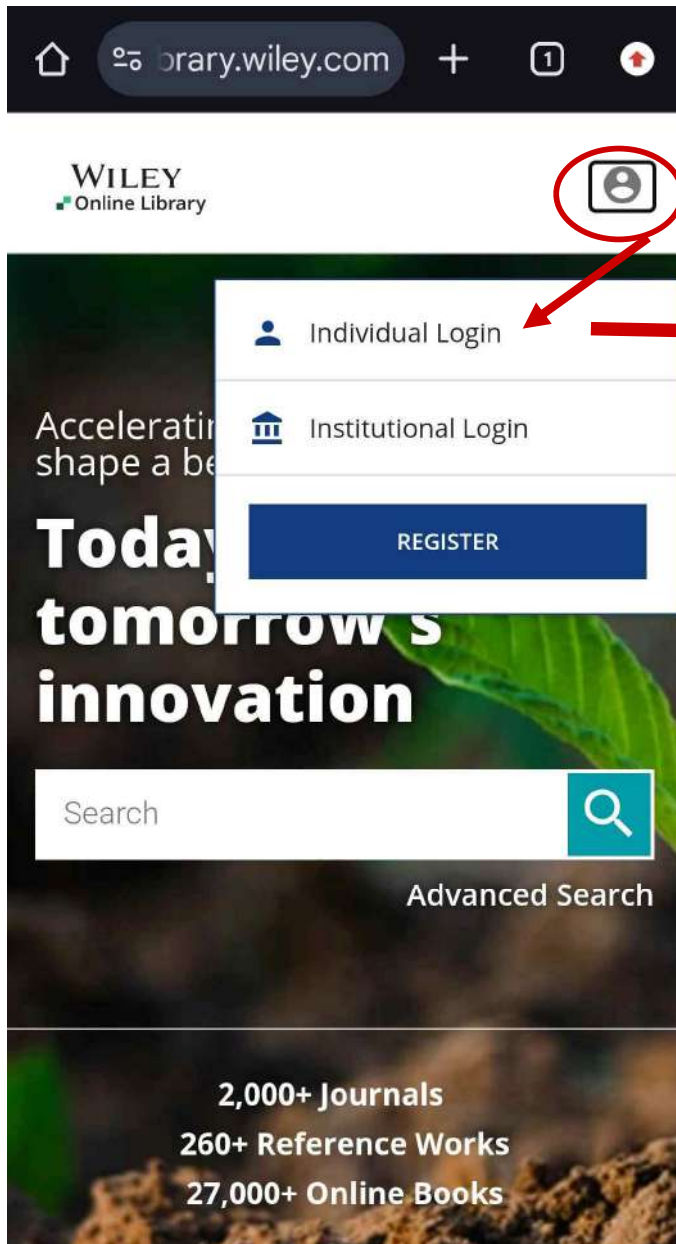 brary.wiley.com
1
WILEY
Online Library
Individual Login
Institutional Login
REGISTER
shape a be
Today
tomorrow's
innovation
Search
Advanced Search
2,000+ Journals
260+ Reference Works
27,000+ Online Books